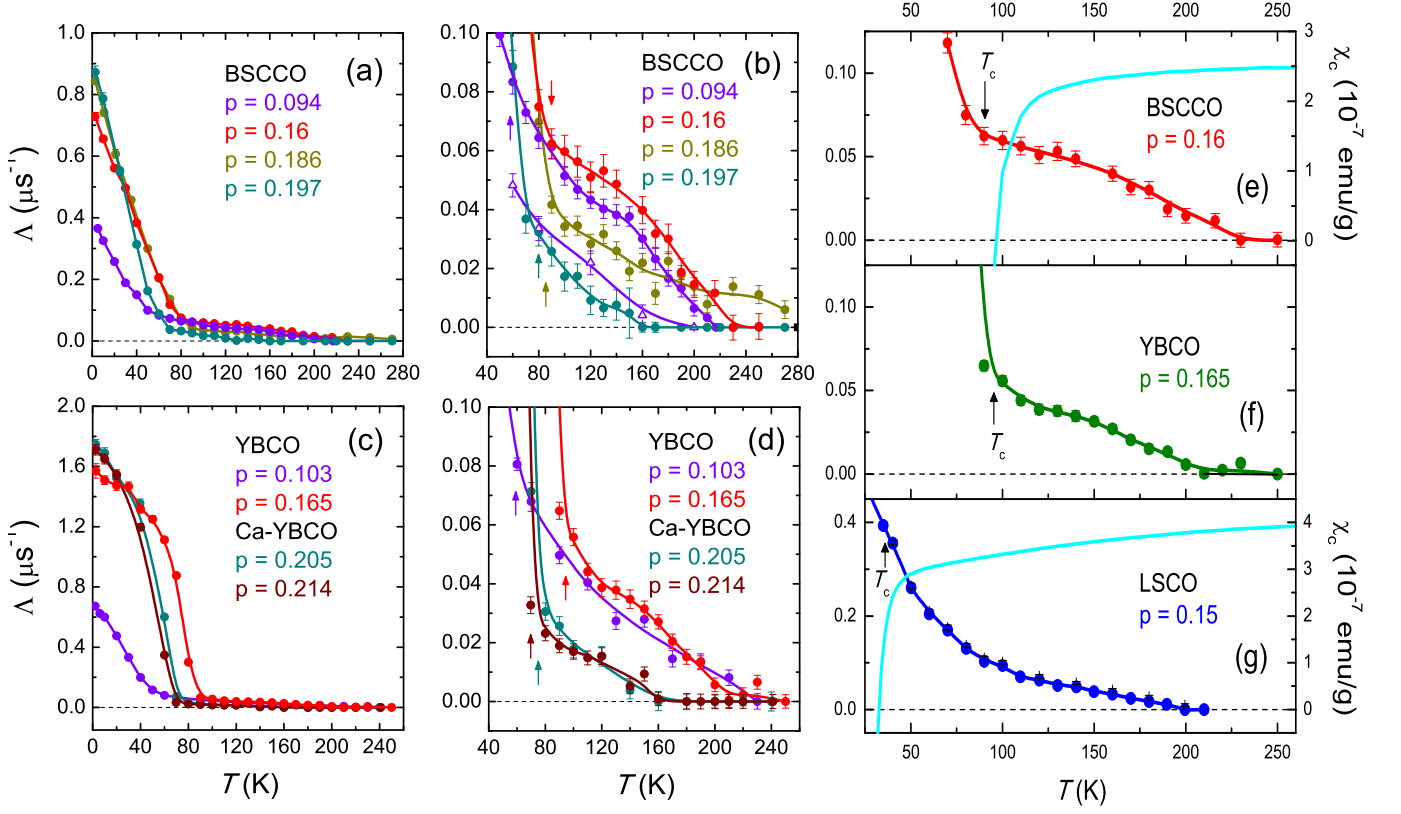 (a)
BSCCO
p = 0.094
p = 0.16
p = 0.186
p = 0.197
1.0
0.8
0.6
0.4
0.2
0.0
0 40 80 120 160 200 240 280
Λ (μs⁻¹)
(b)
BSCCO
p = 0.094
p = 0.16
p = 0.186
p = 0.197
0.10
0.08
0.06
0.04
0.02
0.00
40 80 120 160 200 240 280
(c)
YBCO
p = 0.103
p = 0.165
Ca-YBCO
p = 0.205
p = 0.214
2.0
1.6
1.2
0.8
0.4
0.0
0 40 80 120 160 200 240
Λ (μs⁻¹)
T (K)
(d)
YBCO
p = 0.103
p = 0.165
Ca-YBCO
p = 0.205
p = 0.214
0.10
0.08
0.06
0.04
0.02
0.00
40 80 120 160 200 240
T (K)
50 100 150 200 250
0.10
0.05
0.00
Tc
BSCCO
p = 0.16
(e)
3
2
1
0
χc (10⁻⁷ emu/g)
0.10
0.05
0.00
Tc
YBCO
p = 0.165
(f)
0.4
0.2
0.0
Tc
LSCO
p = 0.15
(g)
4
3
2
1
0
χc (10⁻⁷ emu/g)
50 100 150 200 250
T (K)